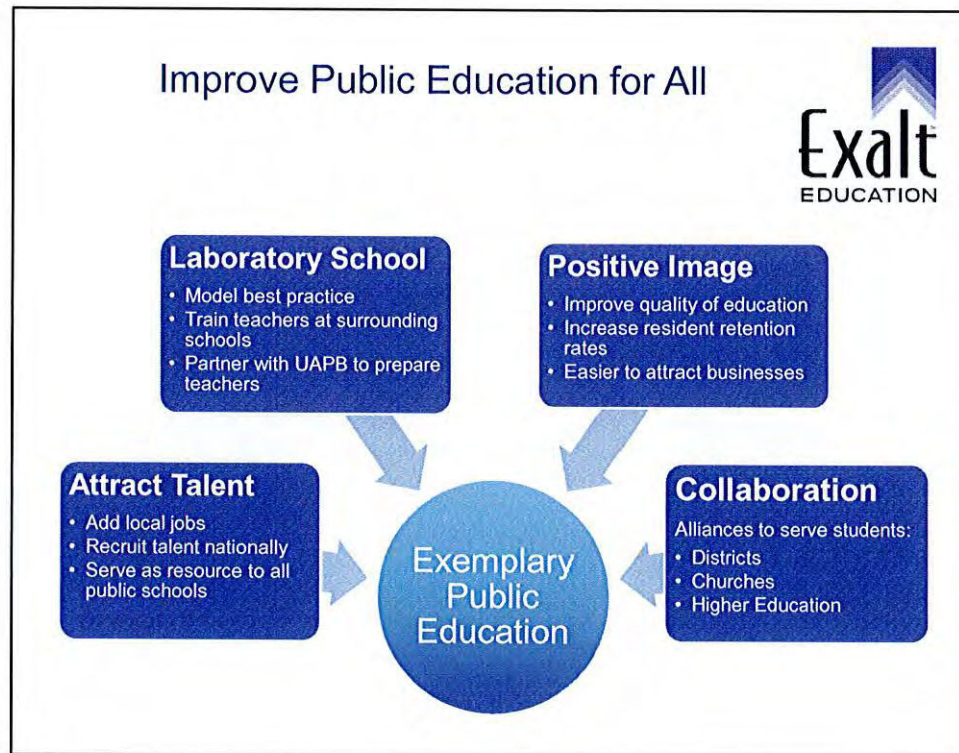 Improve Public Education for All
Exalt
EDUCATION
Laboratory School
• Model best practice
• Train teachers at surrounding
schools
• Partner with UAPB to prepare
teachers
Positive Image
• Improve quality of education
• Increase resident retention
rates
• Easier to attract businesses
Attract Talent
• Add local jobs
• Recruit talent nationally
• Serve as resource to all
public schools
Exemplary
Public
Education
Collaboration
Alliances to serve students:
• Districts
• Churches
• Higher Education